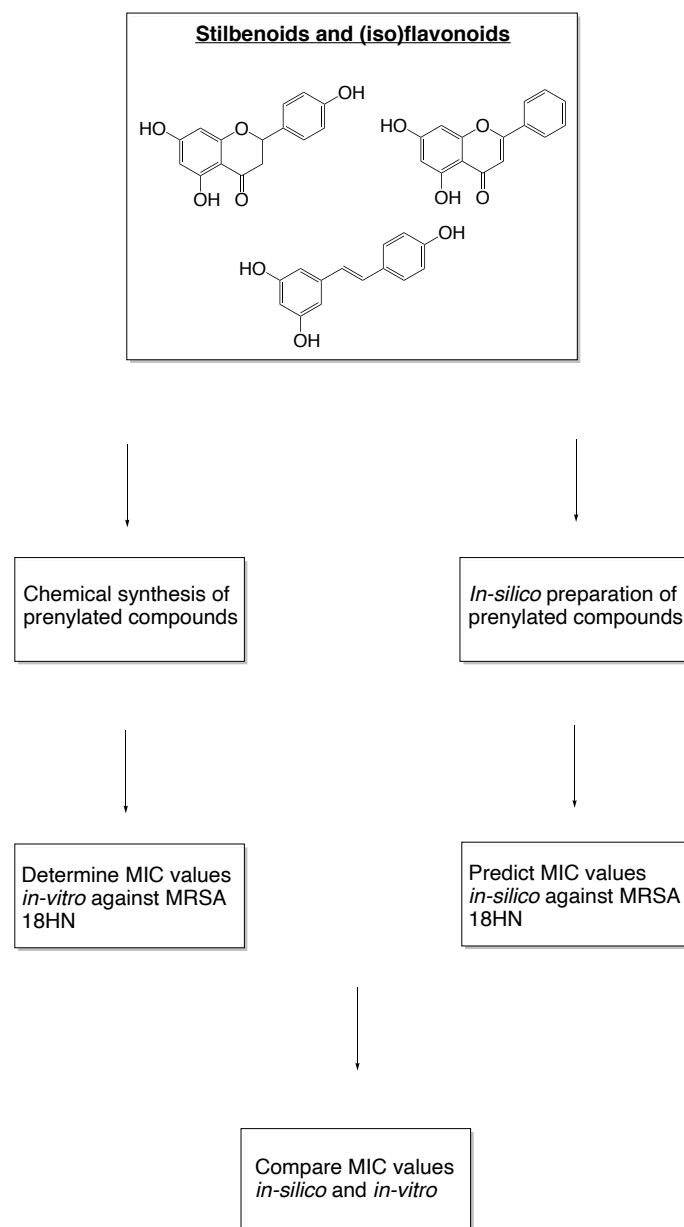 Stilbenoids and (iso)flavonoids
OH
HO
O
OH
O
HO
O
OH
O
OH
HO
OH
Chemical synthesis of
prenylated compounds
In-silico preparation of
prenylated compounds
Determine MIC values
in-vitro against MRSA
18HN
Predict MIC values
in-silico against MRSA
18HN
Compare MIC values
in-silico and in-vitro